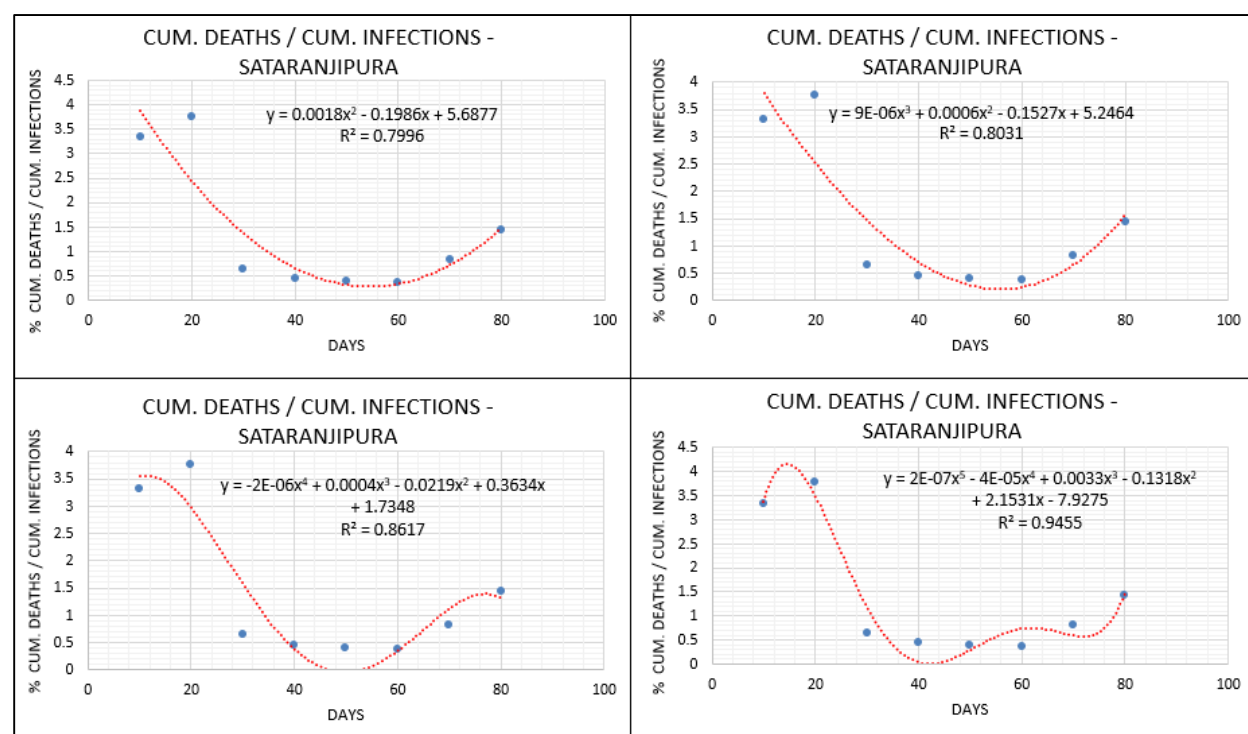 CUM. DEATHS / CUM. INFECTIONS -
SATARANJIPURA
% CUM. DEATHS / CUM. INFECTIONS
4.5
4
3.5
3
2.5
2
1.5
1
0.5
0
y = 0.0018x² - 0.1986x + 5.6877
R² = 0.7996
0 20 40 60 80 100
DAYS
CUM. DEATHS / CUM. INFECTIONS -
SATARANJIPURA
% CUM. DEATHS / CUM. INFECTIONS
4
3.5
3
2.5
2
1.5
1
0.5
0
y = 9E-06x³ + 0.0006x² - 0.1527x + 5.2464
R² = 0.8031
0 20 40 60 80 100
DAYS
CUM. DEATHS / CUM. INFECTIONS -
SATARANJIPURA
% CUM. DEATHS / CUM. INFECTIONS
4
3.5
3
2.5
2
1.5
1
0.5
0
y = -2E-06x⁴ + 0.0004x³ - 0.0219x² + 0.3634x
+ 1.7348
R² = 0.8617
0 20 40 60 80 100
DAYS
CUM. DEATHS / CUM. INFECTIONS -
SATARANJIPURA
% CUM. DEATHS / CUM. INFECTIONS
4.5
4
3.5
3
2.5
2
1.5
1
0.5
0
y = 2E-07x⁵ - 4E-05x⁴ + 0.0033x³ - 0.1318x²
+ 2.1531x - 7.9275
R² = 0.9455
0 20 40 60 80 100
DAYS